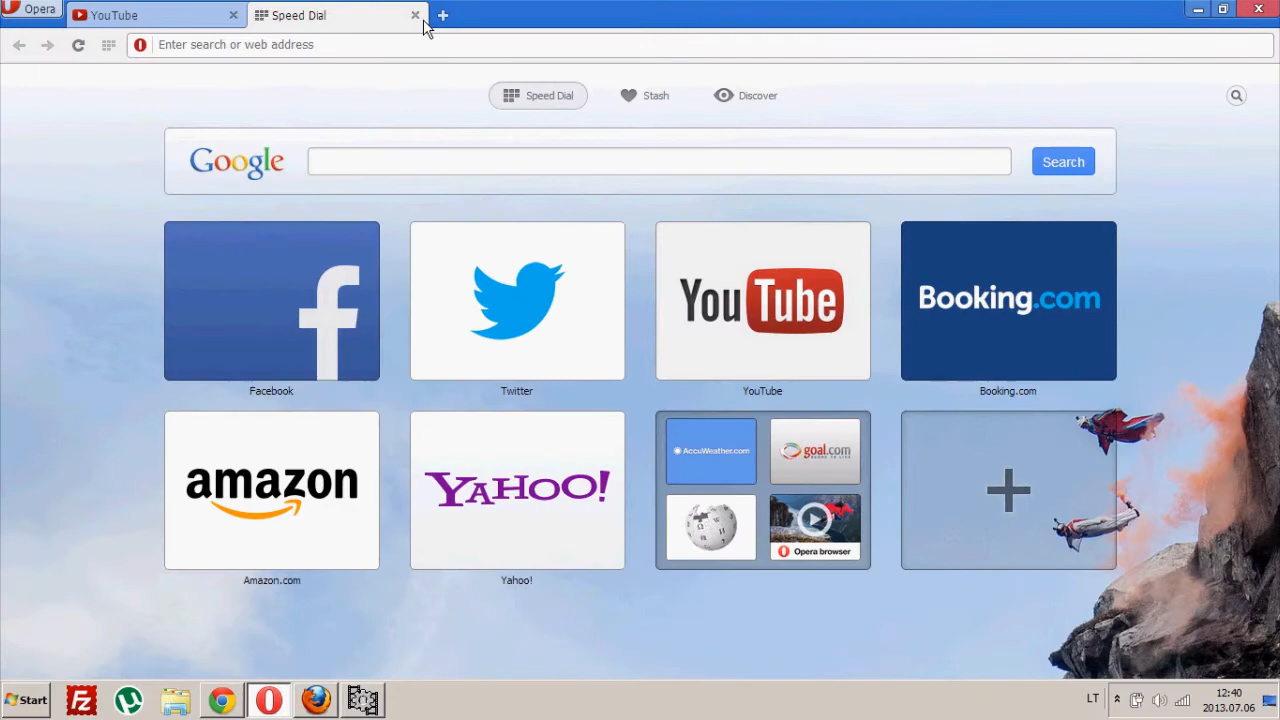 Opera
YouTube
Speed Dial
Enter search or web address
Speed Dial
Stash
Discover
Google
Search
f
YouTube
Booking.com
Facebook
Twitter
YouTube
Booking.com
amazon
YAHOO!
AccuWeather.com
goal.com
Opera browser
Amazon.com
Yahoo!
Start
FZ
LT
12:40
2013.07.06